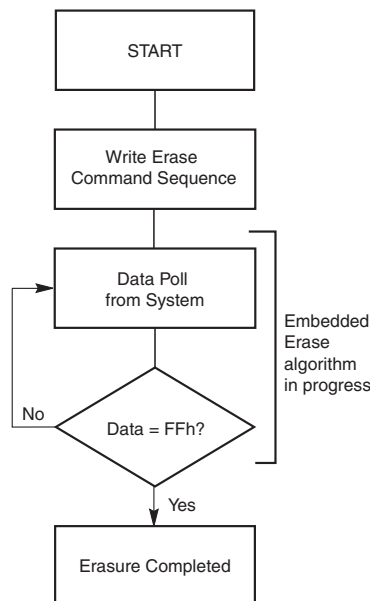 START
Write Erase
Command Sequence
Data Poll
from System
Embedded
Erase
algorithm
in progress
No
Data = FFh?
Yes
Erasure Completed